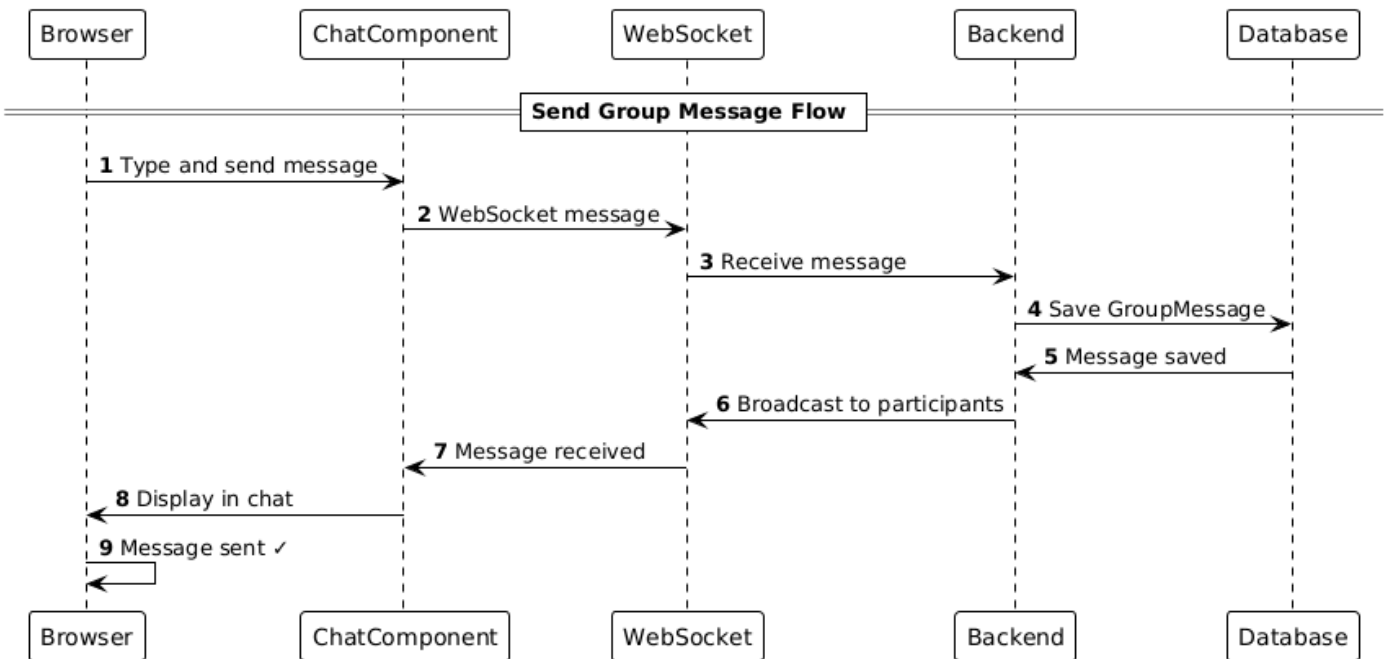 Browser ChatComponent WebSocket Backend Database
Send Group Message Flow
1 Type and send message
2 WebSocket message
3 Receive message
4 Save GroupMessage
5 Message saved
6 Broadcast to participants
7 Message received
8 Display in chat
9 Message sent ✓
Browser ChatComponent WebSocket Backend Database